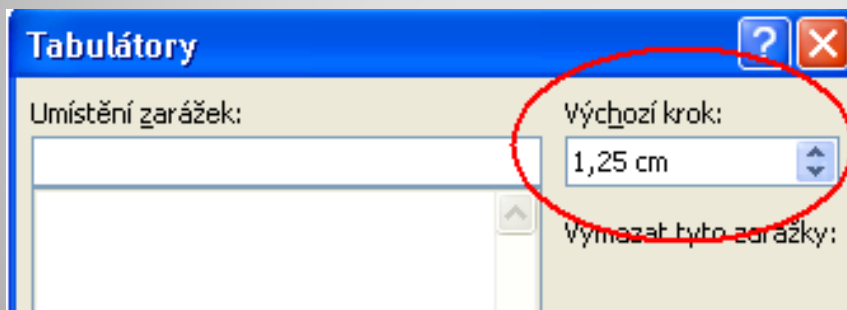 Tabulátory
Umístění zarážek:
Výchozí krok:
1,25 cm
Vymazat tyto zarážky: